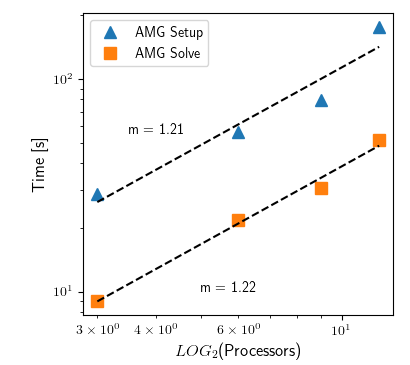 AMG Setup
AMG Solve
10²
Time [s]
m = 1.21
10¹
m = 1.22
3 × 10⁰ 4 × 10⁰ 6 × 10⁰ 10¹
LOG₂(Processors)